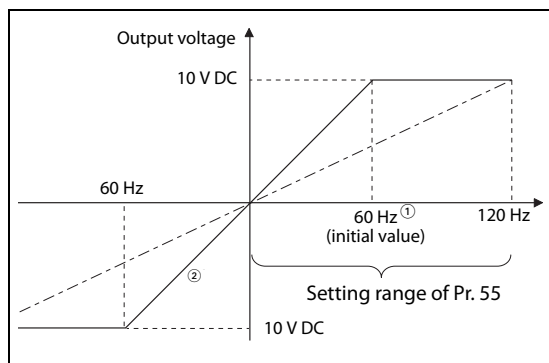 Output voltage
10 V DC
60 Hz
60 Hz ①
(initial value)
120 Hz
②
Setting range of Pr. 55
10 V DC